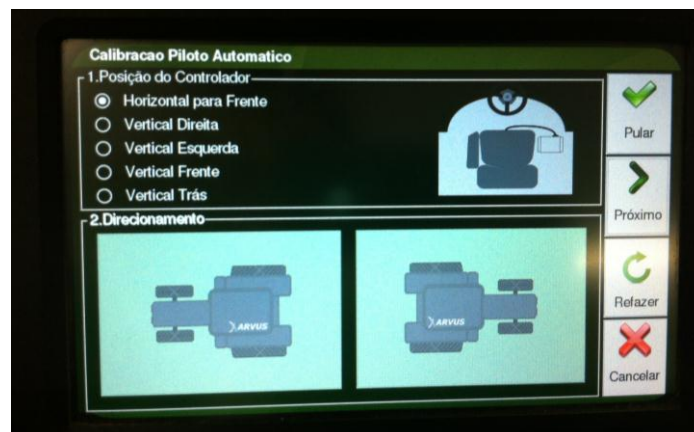 Calibracao Piloto Automatico
1.Posição do Controlador
Horizontal para Frente
Vertical Direita
Vertical Esquerda
Vertical Frente
Vertical Trás
2.Direcionamento
ARVUS
ARVUS
Pular
Próximo
Refazer
Cancelar